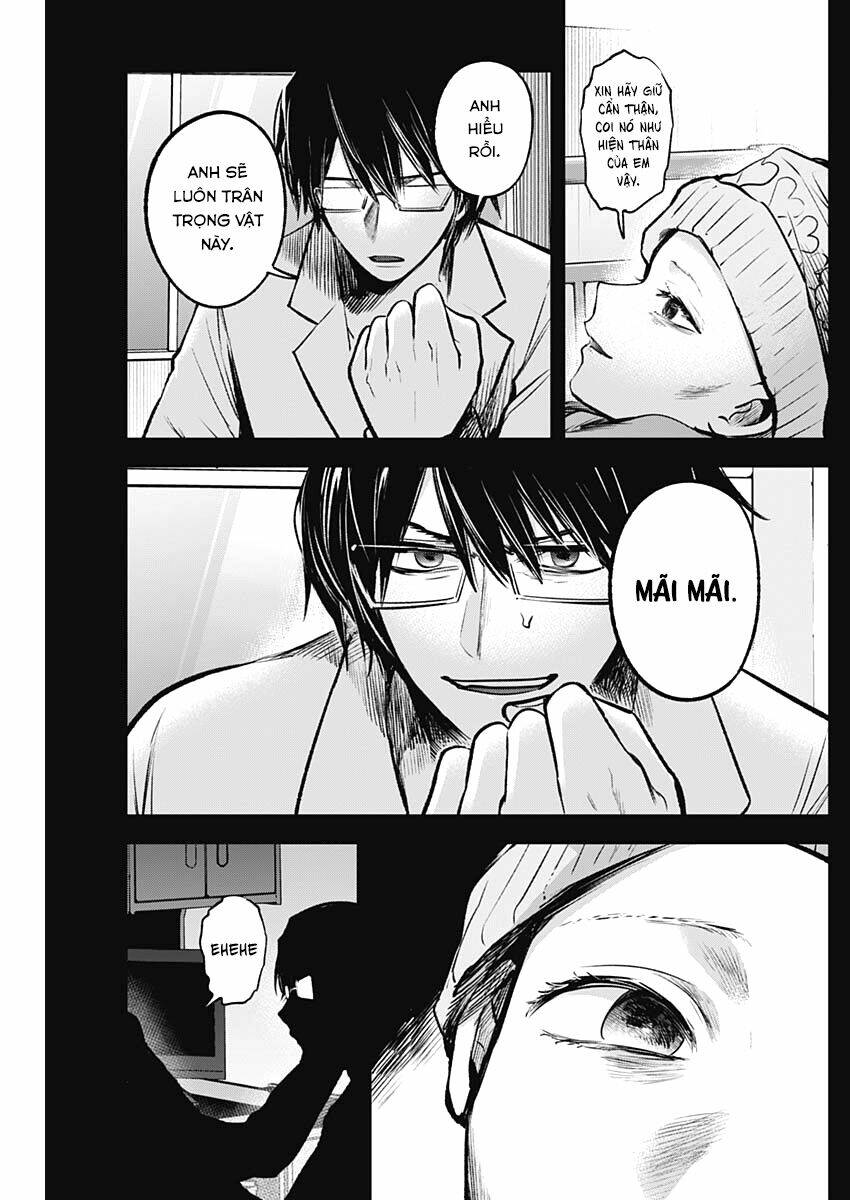 XIN HÃY GIỮ
CẨN THẬN,
COI NÓ NHƯ
HIỆN THÂN
CỦA EM
VẬY.
ANH
HIỂU
RỒI.
ANH SẼ
LUÔN TRÂN
TRỌNG VẬT
NÀY.
MÃI MÃI.
EHEHE